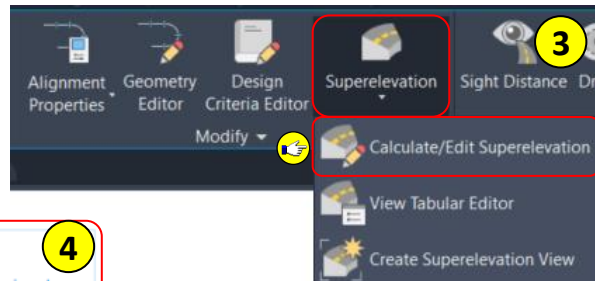 Alignment Properties
Geometry Editor
Design Criteria Editor
Superelevation
Sight Distance
3
Modify
Calculate/Edit Superelevation
View Tabular Editor
4
Create Superelevation View